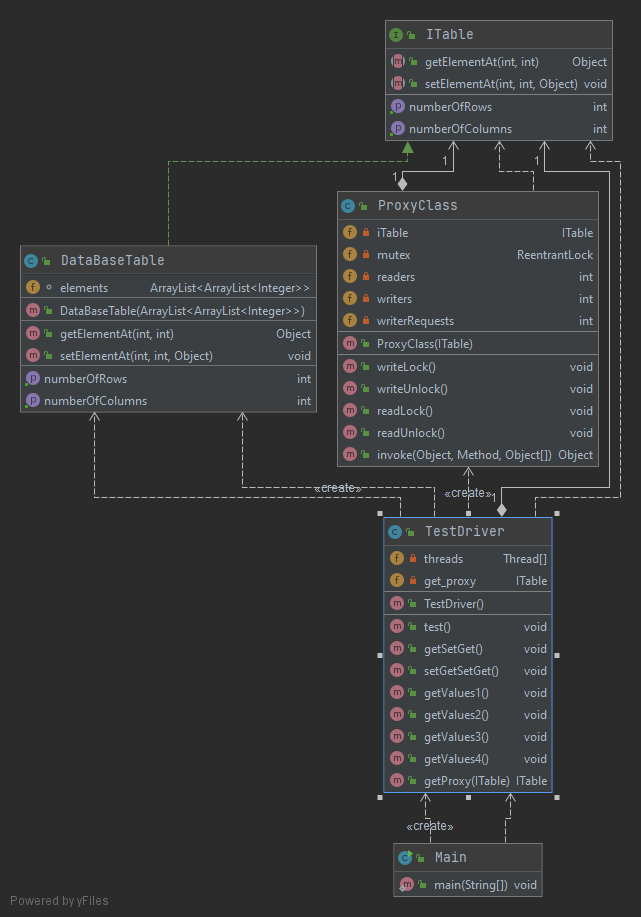 ITable
getElementAt(int, int) Object
setElementAt(int, int, Object) void
numberOfRows int
numberOfColumns int
1
1
1
ProxyClass
iTable ITable
mutex ReentrantLock
readers int
writers int
writerRequests int
ProxyClass(ITable)
writeLock() void
writeUnlock() void
readLock() void
readUnlock() void
invoke(Object, Method, Object[]) Object
DataBaseTable
elements ArrayList<ArrayList<Integer>>
DataBaseTable(ArrayList<ArrayList<Integer>>)
getElementAt(int, int) Object
setElementAt(int, int, Object) void
numberOfRows int
numberOfColumns int
«create»
«create»
1
TestDriver
threads Thread[]
get_proxy ITable
TestDriver()
test() void
getSetGet() void
setGetSetGet() void
getValues1() void
getValues2() void
getValues3() void
getValues4() void
getProxy(ITable) ITable
«create»
Main
main(String[]) void
Powered by yFiles